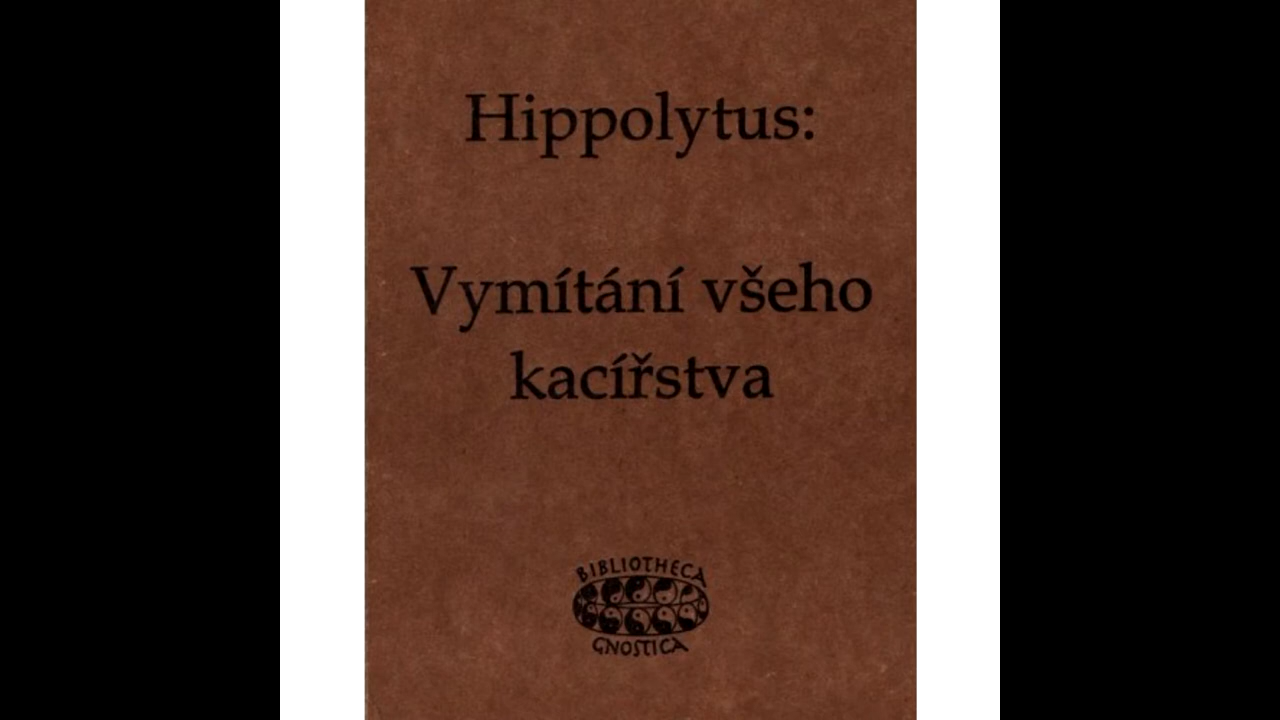 Hippolytus:
Vymítání všeho
kacířstva
BIBLIOTHECA
GNOSTICA